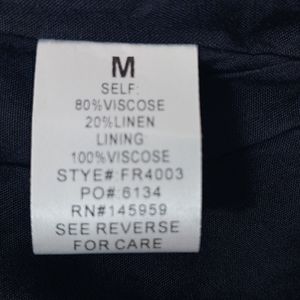 M
SELF:
80%VISCOSE
20%LINEN
LINING:
100%VISCOSE
STYE#:FR4003
PO#:6134
RN#145959
SEE REVERSE
FOR CARE